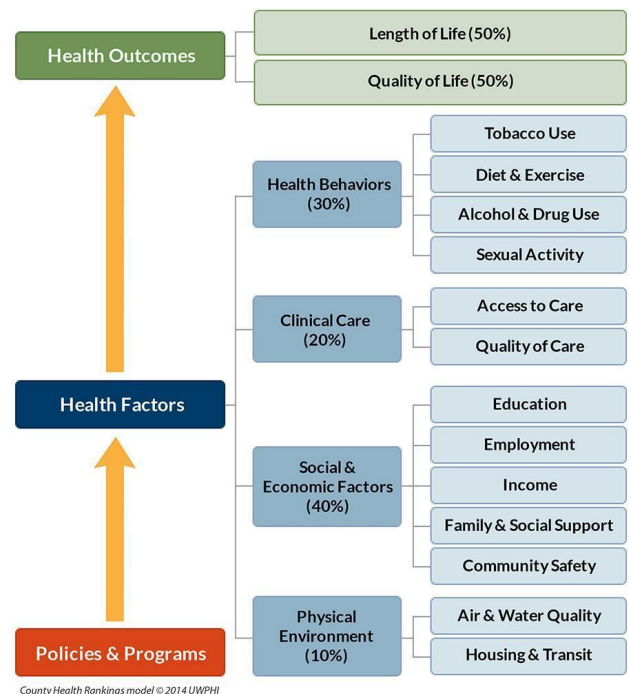 Health Outcomes
Length of Life (50%)
Quality of Life (50%)
Health Behaviors
(30%)
Tobacco Use
Diet & Exercise
Alcohol & Drug Use
Sexual Activity
Clinical Care
(20%)
Access to Care
Quality of Care
Health Factors
Social &
Economic Factors
(40%)
Education
Employment
Income
Family & Social Support
Community Safety
Physical
Environment
(10%)
Air & Water Quality
Housing & Transit
Policies & Programs
County Health Rankings model © 2014 UWPHI